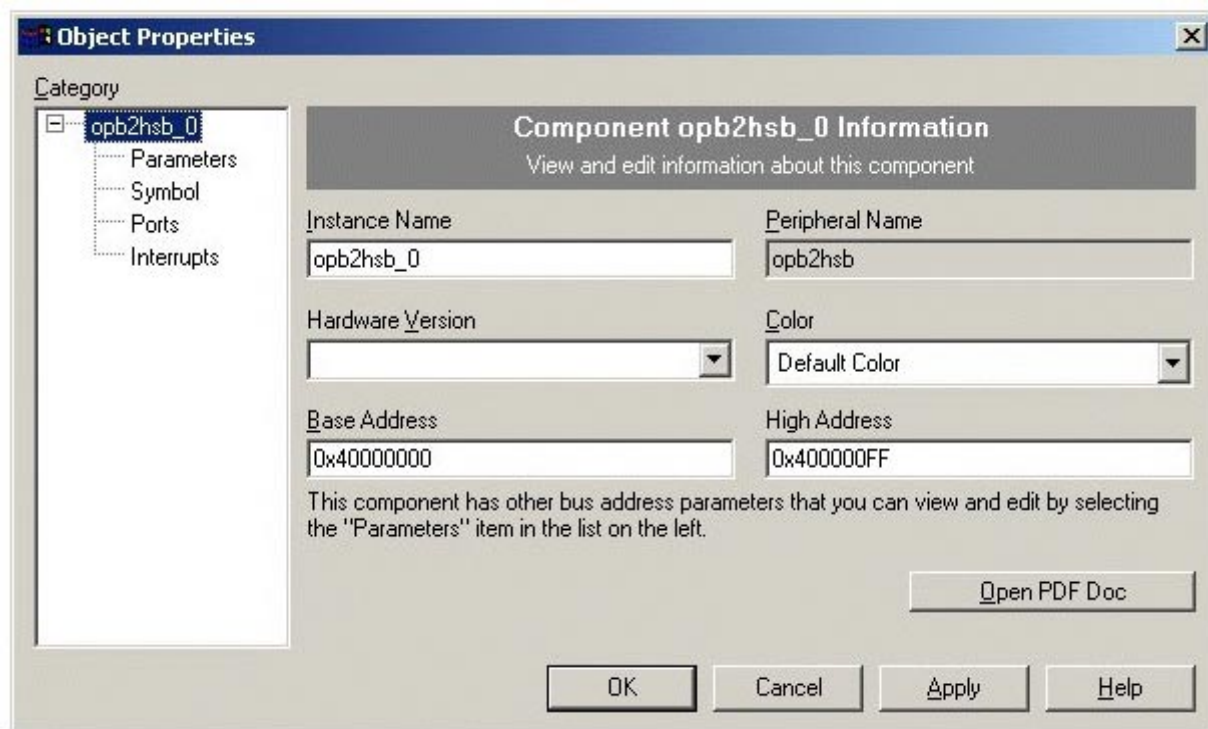 Object Properties
Category
opb2hsb_0
Parameters
Symbol
Ports
Interrupts
Component opb2hsb_0 Information
View and edit information about this component
Instance Name
Peripheral Name
opb2hsb_0
opb2hsb
Hardware Version
Color
Default Color
Base Address
High Address
0x40000000
0x400000FF
This component has other bus address parameters that you can view and edit by selecting
the "Parameters" item in the list on the left.
Open PDF Doc
OK
Cancel
Apply
Help